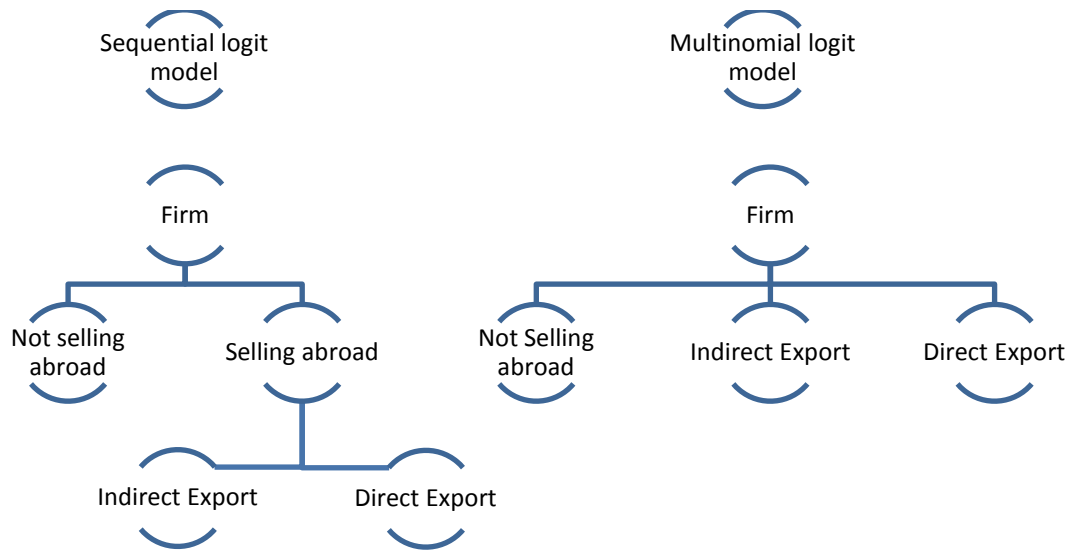 Sequential logit
model
Multinomial logit
model
Firm
Firm
Not selling
abroad
Selling abroad
Not Selling
abroad
Indirect Export
Direct Export
Indirect Export
Direct Export